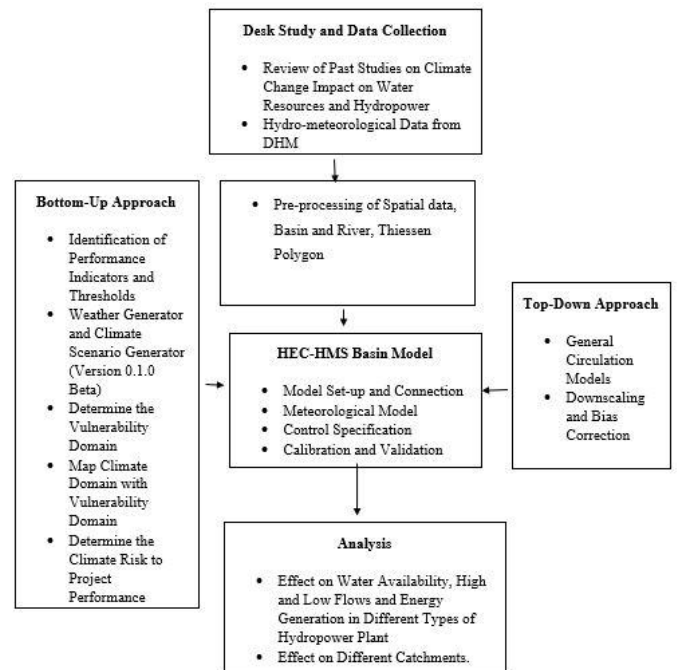 Desk Study and Data Collection
• Review of Past Studies on Climate
Change Impact on Water
Resources and Hydropower
• Hydro-meteorological Data from
DHM
• Pre-processing of Spatial data,
Basin and River, Thiessen
Polygon
Bottom-Up Approach
• Identification of
Performance
Indicators and
Thresholds
• Weather Generator
and Climate
Scenario Generator
(Version 0.1.0
Beta)
• Determine the
Vulnerability
Domain
• Map Climate
Domain with
Vulnerability
Domain
• Determine the
Climate Risk to
Project
Performance
HEC-HMS Basin Model
• Model Set-up and Connection
• Meteorological Model
• Control Specification
• Calibration and Validation
Top-Down Approach
• General
Circulation
Models
• Downscaling
and Bias
Correction
Analysis
• Effect on Water Availability, High
and Low Flows and Energy
Generation in Different Types of
Hydropower Plant
• Effect on Different Catchments.